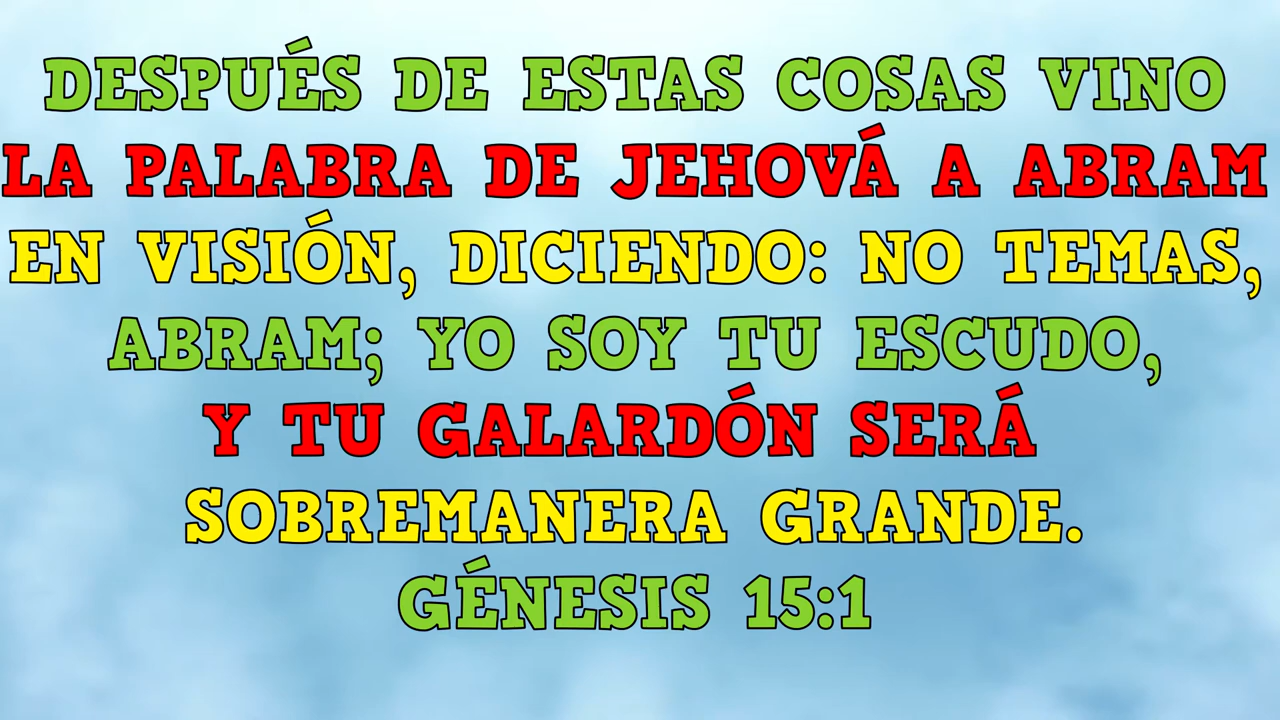 DESPUÉS DE ESTAS COSAS VINO
LA PALABRA DE JEHOVÁ A ABRAM
EN VISIÓN, DICIENDO: NO TEMAS,
ABRAM; YO SOY TU ESCUDO,
Y TU GALARDÓN SERÁ
SOBREMANERA GRANDE.
GÉNESIS 15:1